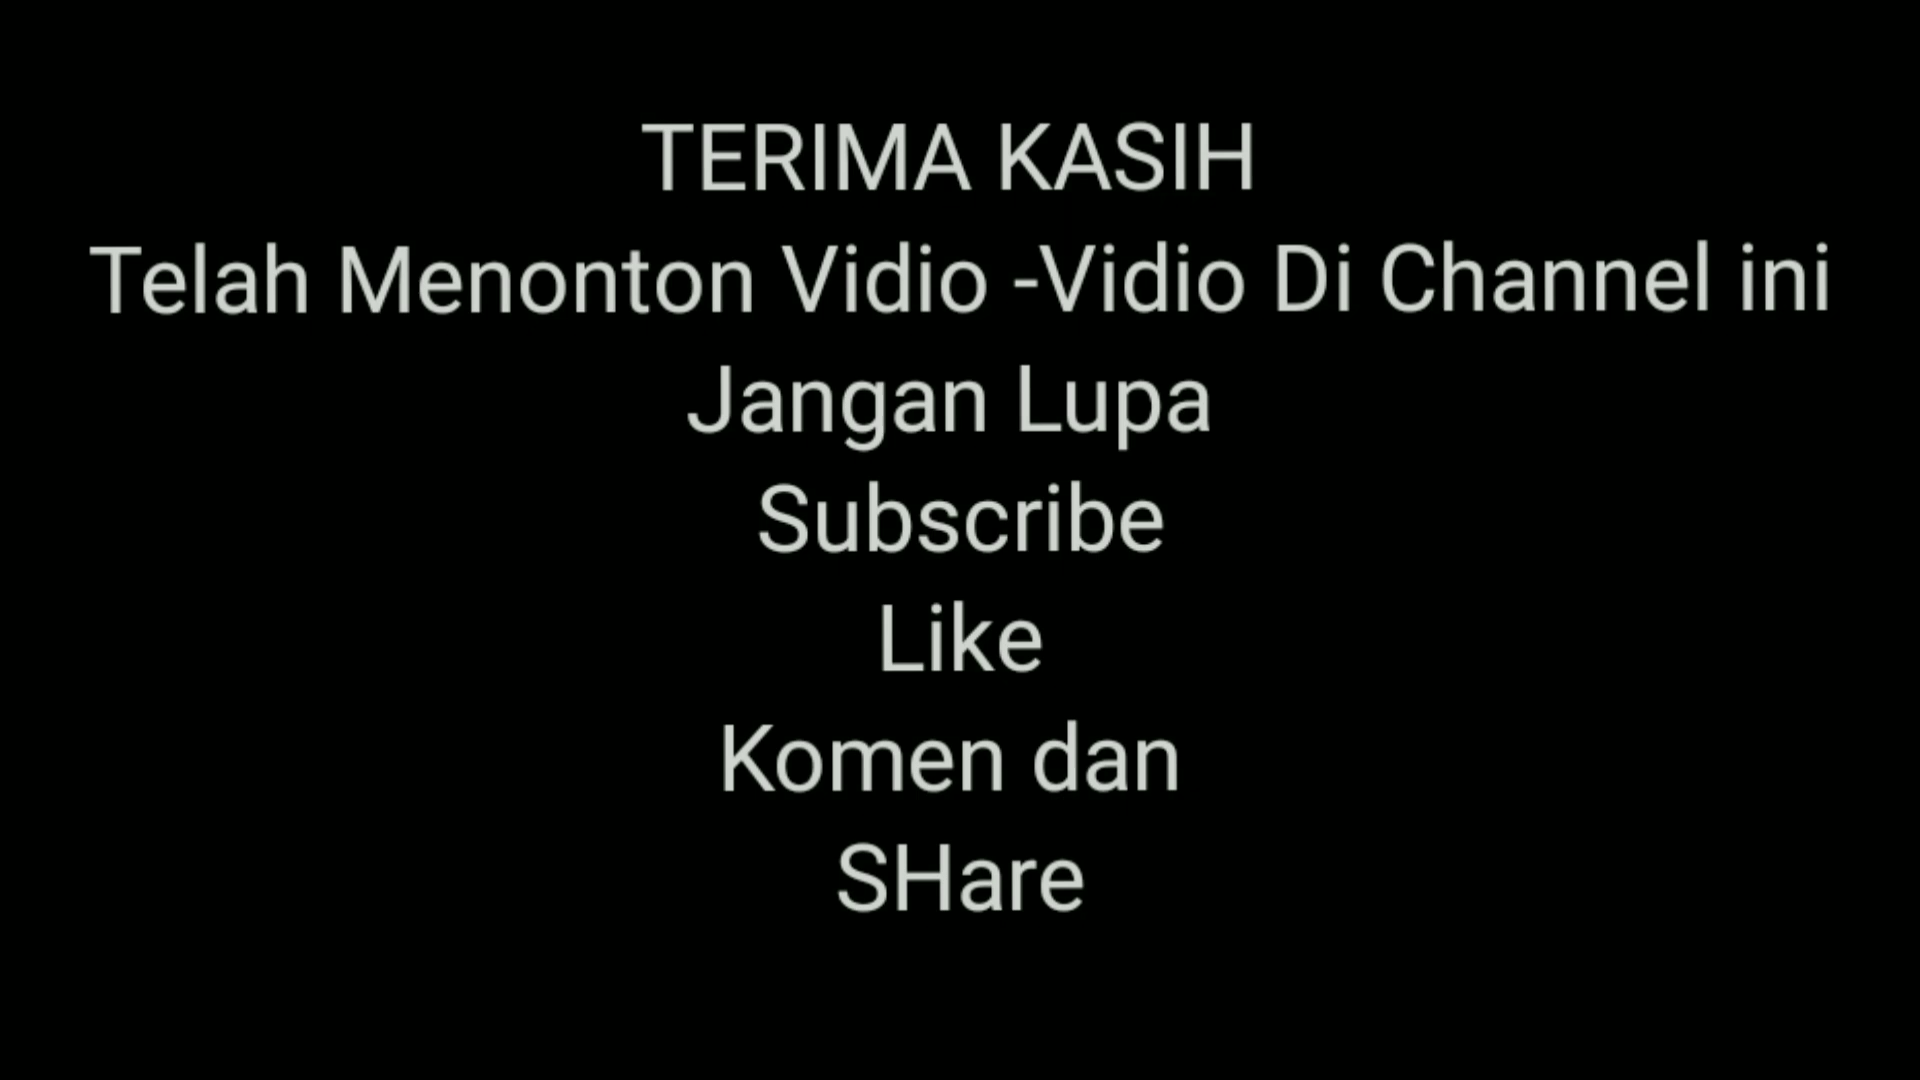 TERIMA KASIH
Telah Menonton Vidio -Vidio Di Channel ini
Jangan Lupa
Subscribe
Like
Komen dan
SHare